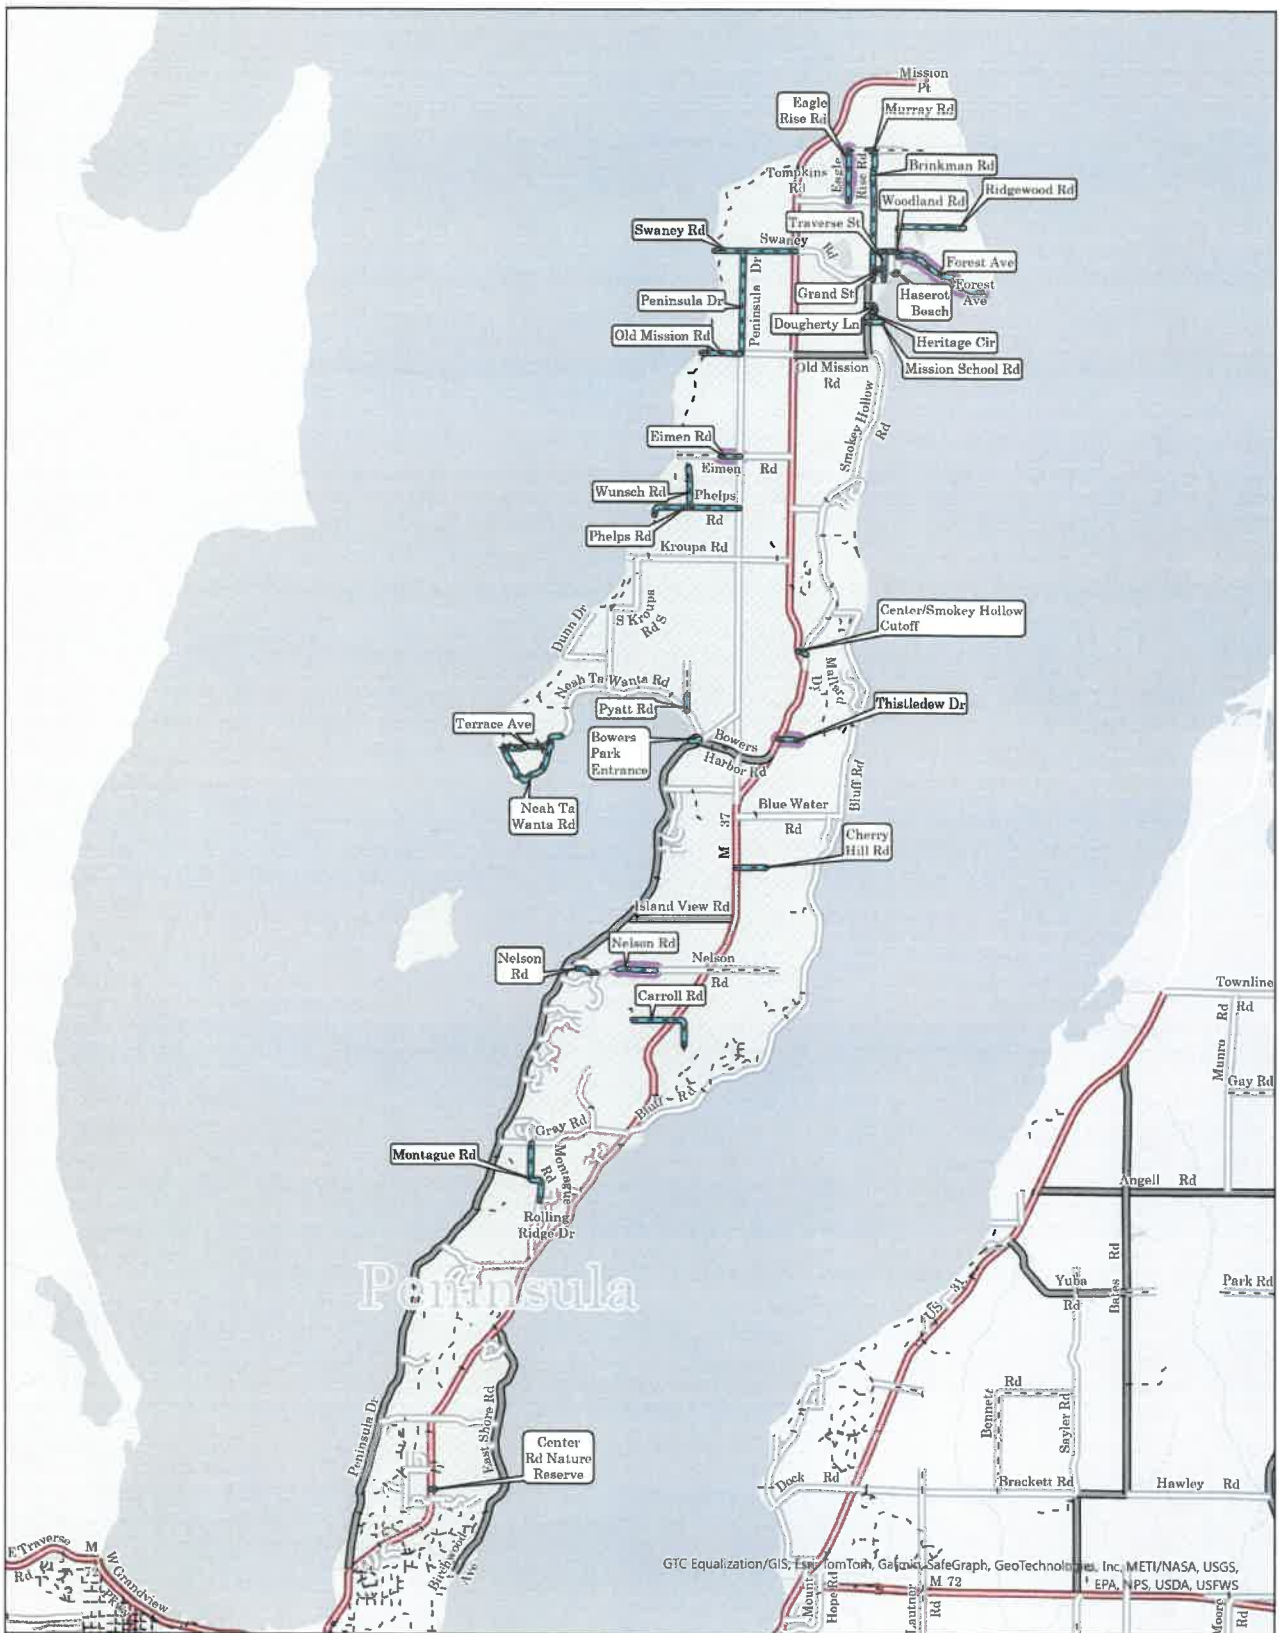 Mission
Pt
Eagle
Rise Rd
Murray Rd
Eagle
Rise Rd
Brinkman Rd
Tompkins
Rd
Ridgewood Rd
Woodland Rd
Traverse St
Swaney Rd
Swaney
Rd
Forest Ave
Forest
Ave
Grand St
Haserot
Beach
Peninsula Dr
Peninsula Dr
Dougherty Ln
Old Mission Rd
Heritage Cir
Mission School Rd
Old Mission
Rd
Smokey Hollow
Rd
Eimen Rd
Eimen Rd
Wunsch Rd
Phelps
Rd
Phelps Rd
Kroupa Rd
S Kroupa
Rd S
Dunn Dr
Center/Smokey Hollow
Cutoff
Mallard
Dr
Neah Ta Wanta Rd
Pyatt Rd
Thistledew Dr
Terrace Ave
Bowers
Park
Entrance
Bowers
Harbor Rd
Neah Ta
Wanta Rd
Bluff Rd
Blue Water
Rd
M 37
Cherry
Hill Rd
Island View Rd
Nelson Rd
Nelson
Rd
Nelson
Rd
Carroll Rd
Townline
Rd
Munro Rd
Gay Rd
Bluff Rd
Gray Rd
Montague Rd
Montague
Rd
Rolling
Ridge Dr
Angell Rd
Peninsula
Yuba
Rd
Bates Rd
Park Rd
US 31
Rd
Bennett
Sayler Rd
Peninsula Dr
East Shore Rd
Center
Rd Nature
Reserve
Dock Rd
Brackett Rd
Hawley Rd
E Traverse
Rd
M
72
W Grandview
Pkwy
Birchwood
Ave
GTC Equalization/GIS, Esri, TomTom, Garmin, SafeGraph, GeoTechnologies, Inc, METI/NASA, USGS,
EPA, NPS, USDA, USFWS
Mount
Hope Rd
Lautner
Rd
M 72
Moore
Rd